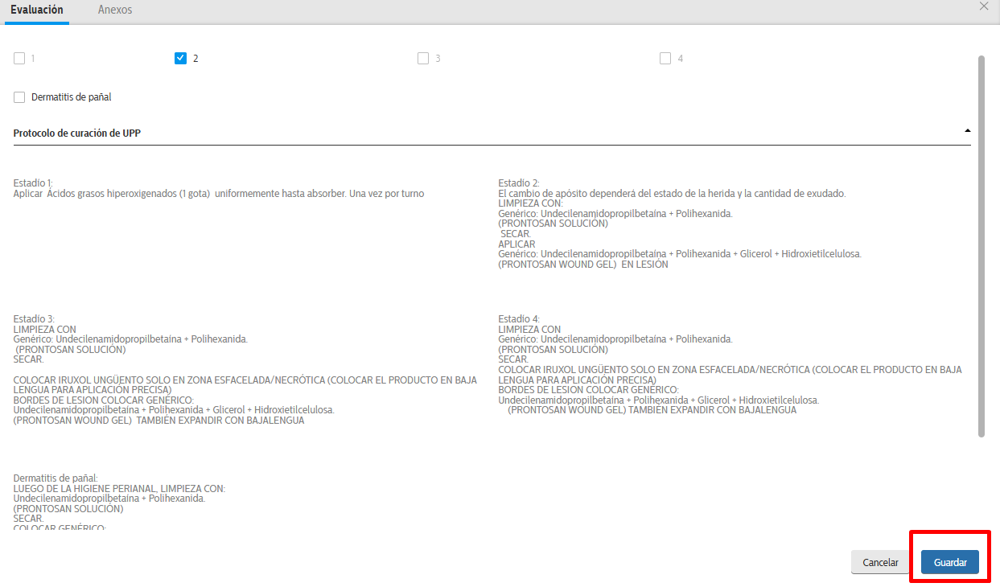 Evaluación Anexos
1 2 3 4
Dermatitis de pañal
Protocolo de curación de UPP
Estadío 1:
Aplicar Ácidos grasos hiperoxigenados (1 gota) uniformemente hasta absorber. Una vez por turno
Estadio 2:
El cambio de apósito dependerá del estado de la herida y la cantidad de exudado.
LIMPIEZA CON:
Genérico: Undecilenamidopropilbetaína + Polihexanida.
(PRONTOSAN SOLUCIÓN)
SECAR.
APLICAR
Genérico: Undecilenamidopropilbetaína + Polihexanida + Glicerol + Hidroxietilcelulosa.
(PRONTOSAN WOUND GEL) EN LESIÓN
Estadío 3:
LIMPIEZA CON
Genérico: Undecilenamidopropilbetaína + Polihexanida.
(PRONTOSAN SOLUCIÓN)
SECAR.
COLOCAR IRUXOL UNGÜENTO SOLO EN ZONA ESFACELADA/NECRÓTICA (COLOCAR EL PRODUCTO EN BAJA
LENGUA PARA APLICACIÓN PRECISA)
BORDES DE LESION COLOCAR GENÉRICO:
Undecilenamidopropilbetaína + Polihexanida + Glicerol + Hidroxietilcelulosa.
(PRONTOSAN WOUND GEL) TAMBIÉN EXPANDIR CON BAJALENGUA
Estadio 4:
LIMPIEZA CON
Genérico: Undecilenamidopropilbetaína + Polihexanida.
(PRONTOSAN SOLUCIÓN)
SECAR.
COLOCAR IRUXOL UNGÜENTO SOLO EN ZONA ESFACELADA/NECRÓTICA (COLOCAR EL PRODUCTO EN BAJA
LENGUA PARA APLICACIÓN PRECISA)
BORDES DE LESION COLOCAR GENÉRICO:
Undecilenamidopropilbetaína + Polihexanida + Glicerol + Hidroxietilcelulosa.
(PRONTOSAN WOUND GEL) TAMBIÉN EXPANDIR CON BAJALENGUA
Dermatitis de pañal:
LUEGO DE LA HIGIENE PERIANAL, LIMPIEZA CON:
Undecilenamidopropilbetaína + Polihexanida.
(PRONTOSAN SOLUCIÓN)
SECAR.
COLOCAR GENÉRICO:
Cancelar Guardar